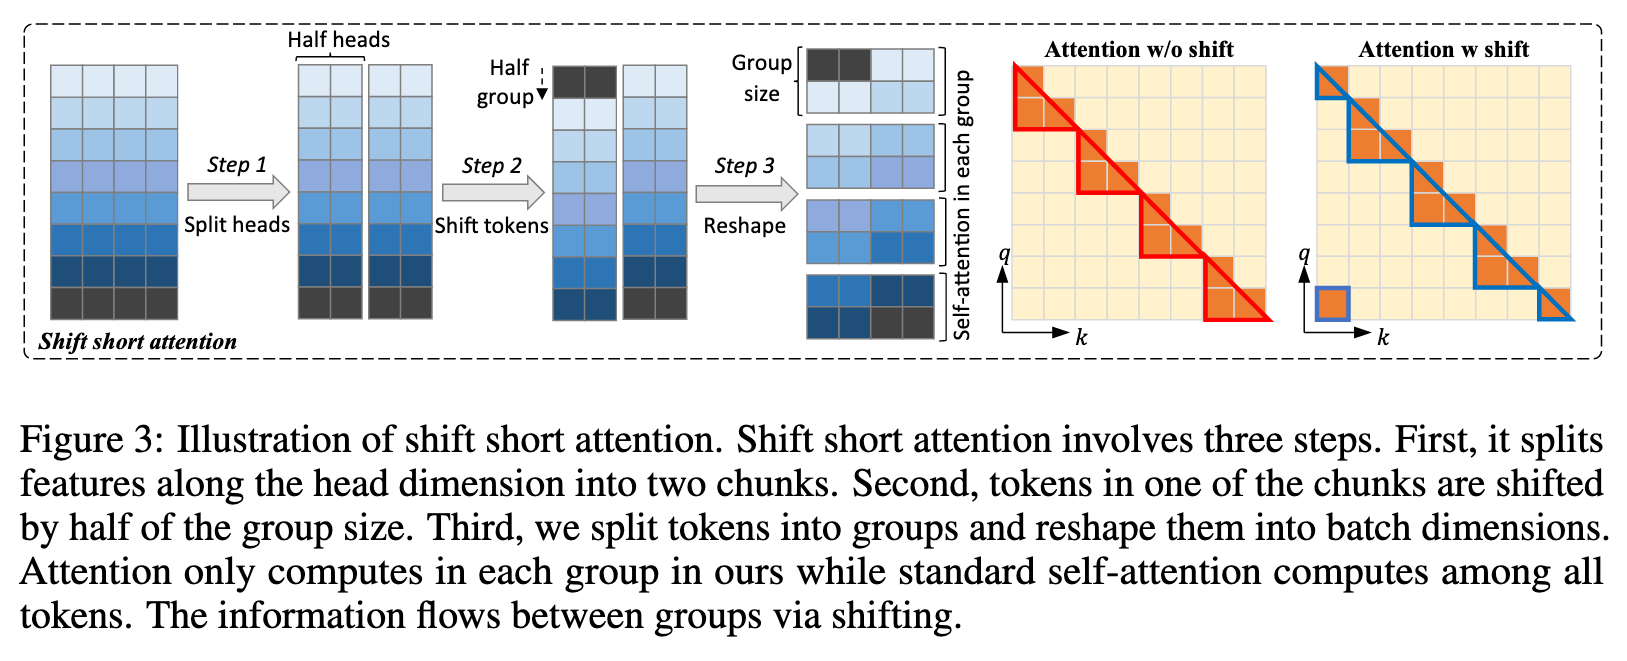 Half heads
Step 1
Split heads
Half
group
Step 2
Shift tokens
Step 3
Reshape
Group
size
Self-attention in each group
Attention w/o shift
q
k
Attention w shift
q
k
Shift short attention
Figure 3: Illustration of shift short attention. Shift short attention involves three steps. First, it splits
features along the head dimension into two chunks. Second, tokens in one of the chunks are shifted
by half of the group size. Third, we split tokens into groups and reshape them into batch dimensions.
Attention only computes in each group in ours while standard self-attention computes among all
tokens. The information flows between groups via shifting.